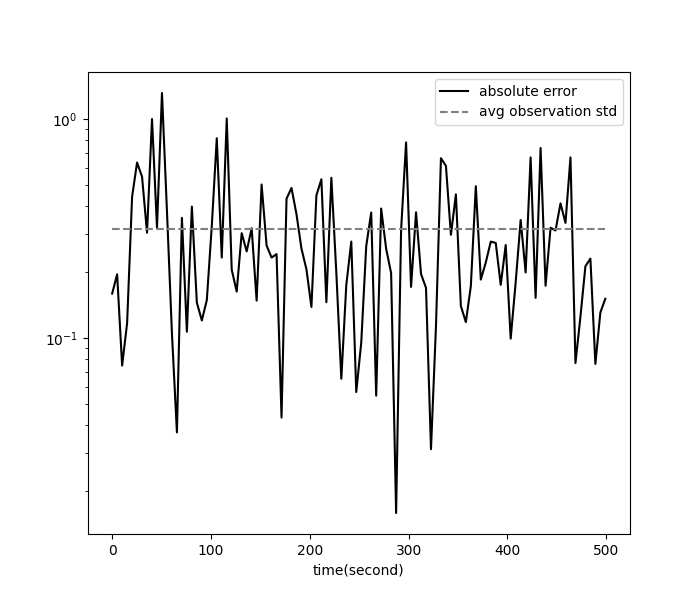 absolute error
avg observation std
10⁰
10⁻¹
0 100 200 300 400 500
time(second)